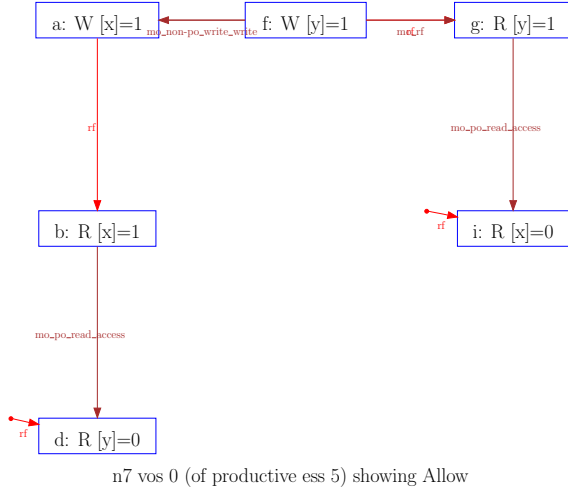 a: W [x]=1
f: W [y]=1
g: R [y]=1
mo_non-po_write_write
mo_rf
rf
rf
mo_po_read_access
b: R [x]=1
i: R [x]=0
rf
mo_po_read_access
d: R [y]=0
rf
n7 vos 0 (of productive ess 5) showing Allow